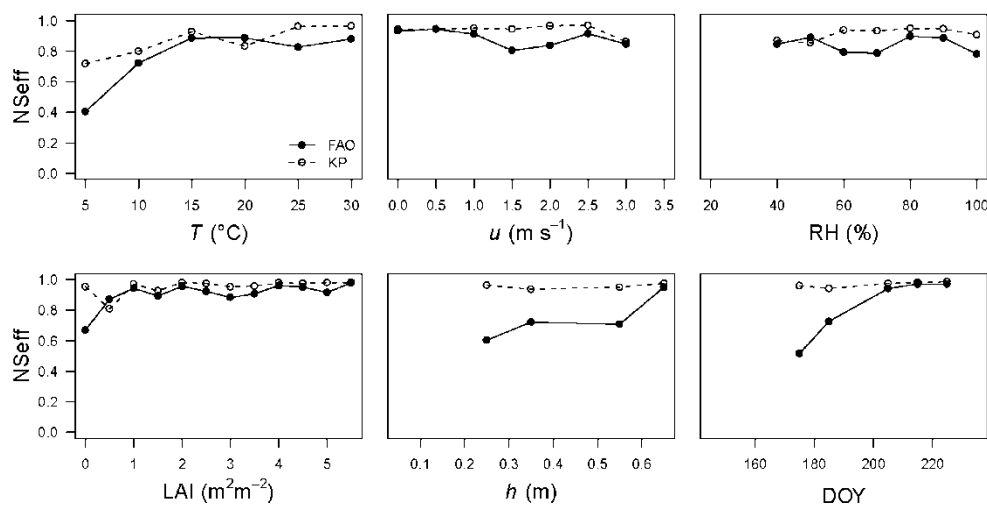 NSeff
1.0
0.8
0.6
0.4
0.2
0.0
FAO
KP
5 10 15 20 25 30
T (°C)
0.0 0.5 1.0 1.5 2.0 2.5 3.0 3.5
u (m s⁻¹)
20 40 60 80 100
RH (%)
NSeff
1.0
0.8
0.6
0.4
0.2
0.0
0 1 2 3 4 5
LAI (m²m⁻²)
0.1 0.2 0.3 0.4 0.5 0.6
h (m)
160 180 200 220
DOY